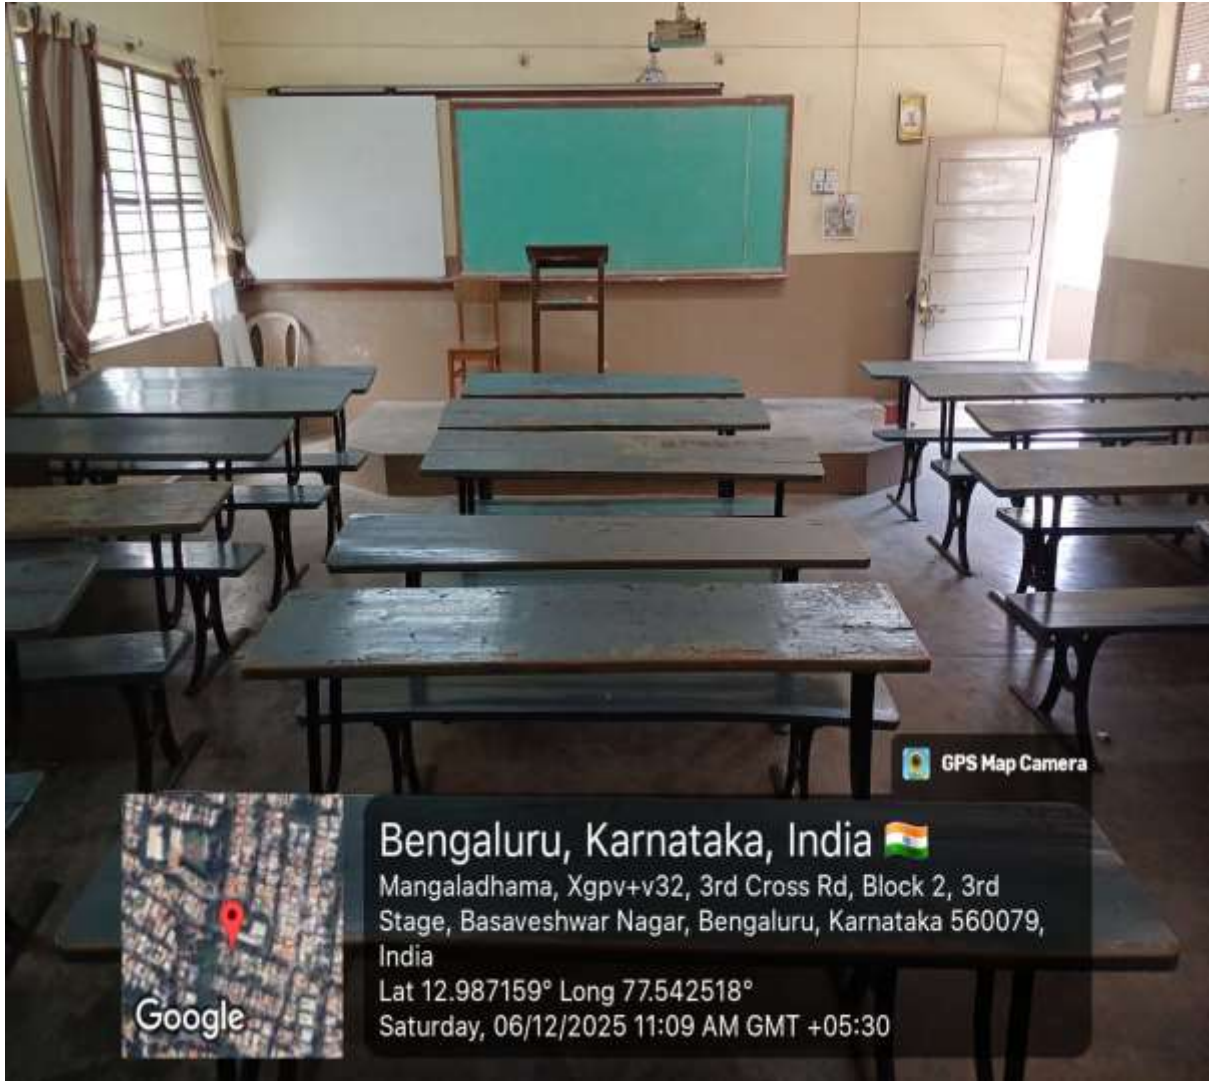 GPS Map Camera
Bengaluru, Karnataka, India
Mangaladhama, Xgpv+v32, 3rd Cross Rd, Block 2, 3rd
Stage, Basaveshwar Nagar, Bengaluru, Karnataka 560079,
India
Lat 12.987159° Long 77.542518°
Saturday, 06/12/2025 11:09 AM GMT +05:30
Google